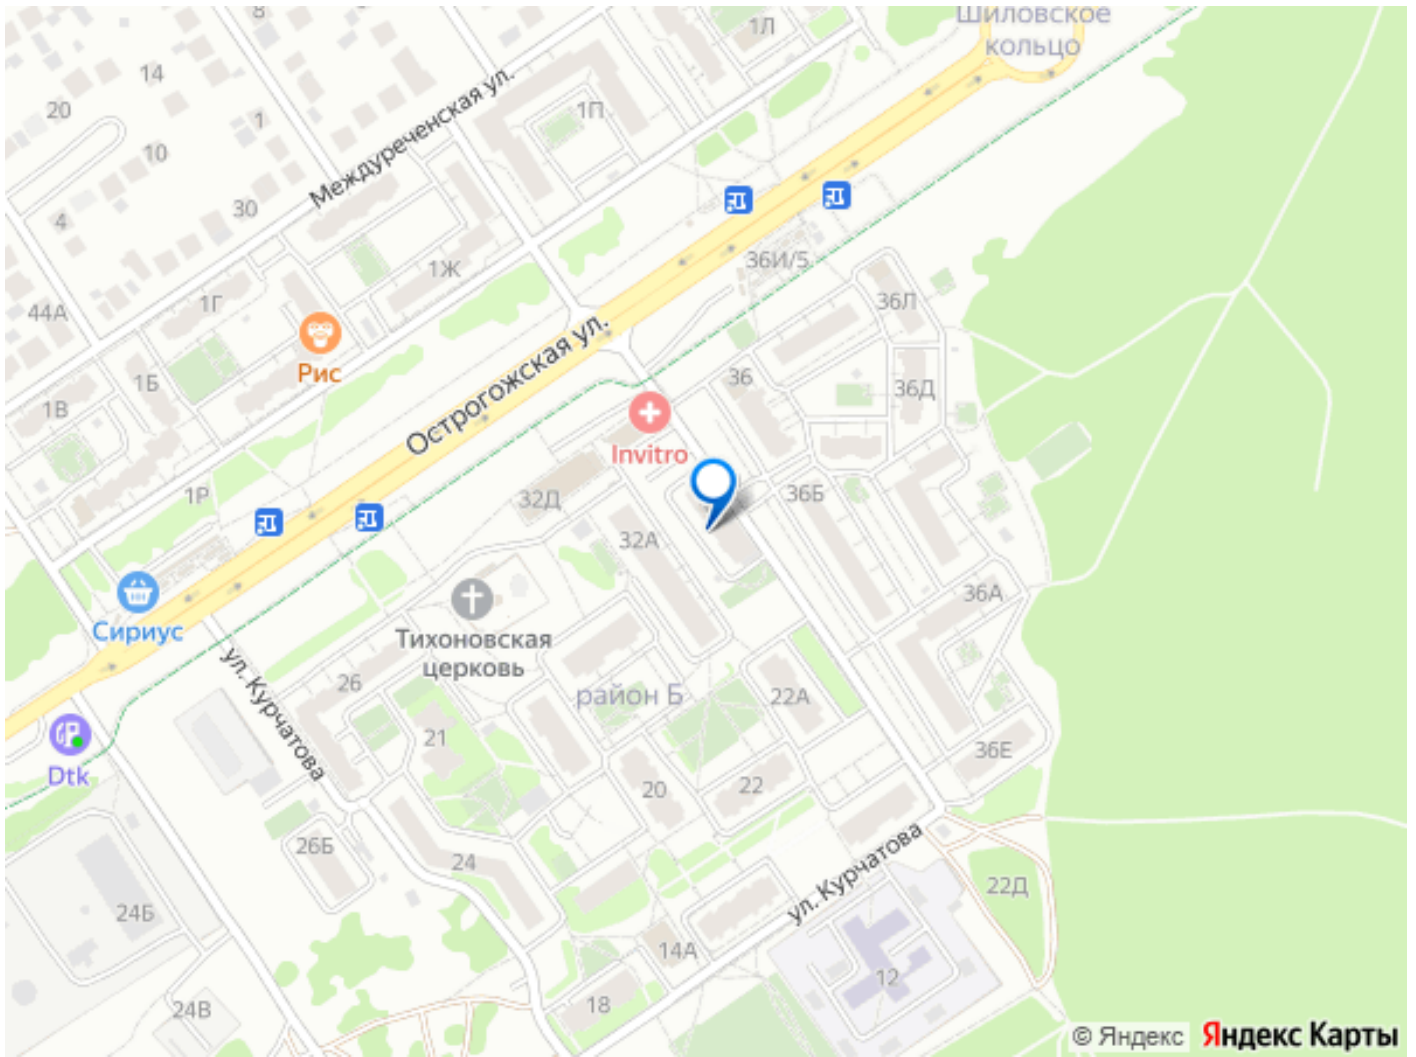 Шиловское
кольцо
8
1Л
14
20
1П
1
Междуреченская ул.
10
30
4
36И/5
1Ж
36Л
1Г
44А
Острогожская ул.
Рис
36
1Б
36Д
1В
Invitro
1Р
32Д
36Б
32А
36А
Сириус
Тихоновская
церковь
ул. Курчатова
26
район Б
22А
21
36Е
Dtk
20
22
26Б
24
ул. Курчатова
22Д
24Б
14А
12
18
24В
© Яндекс Яндекс Карты